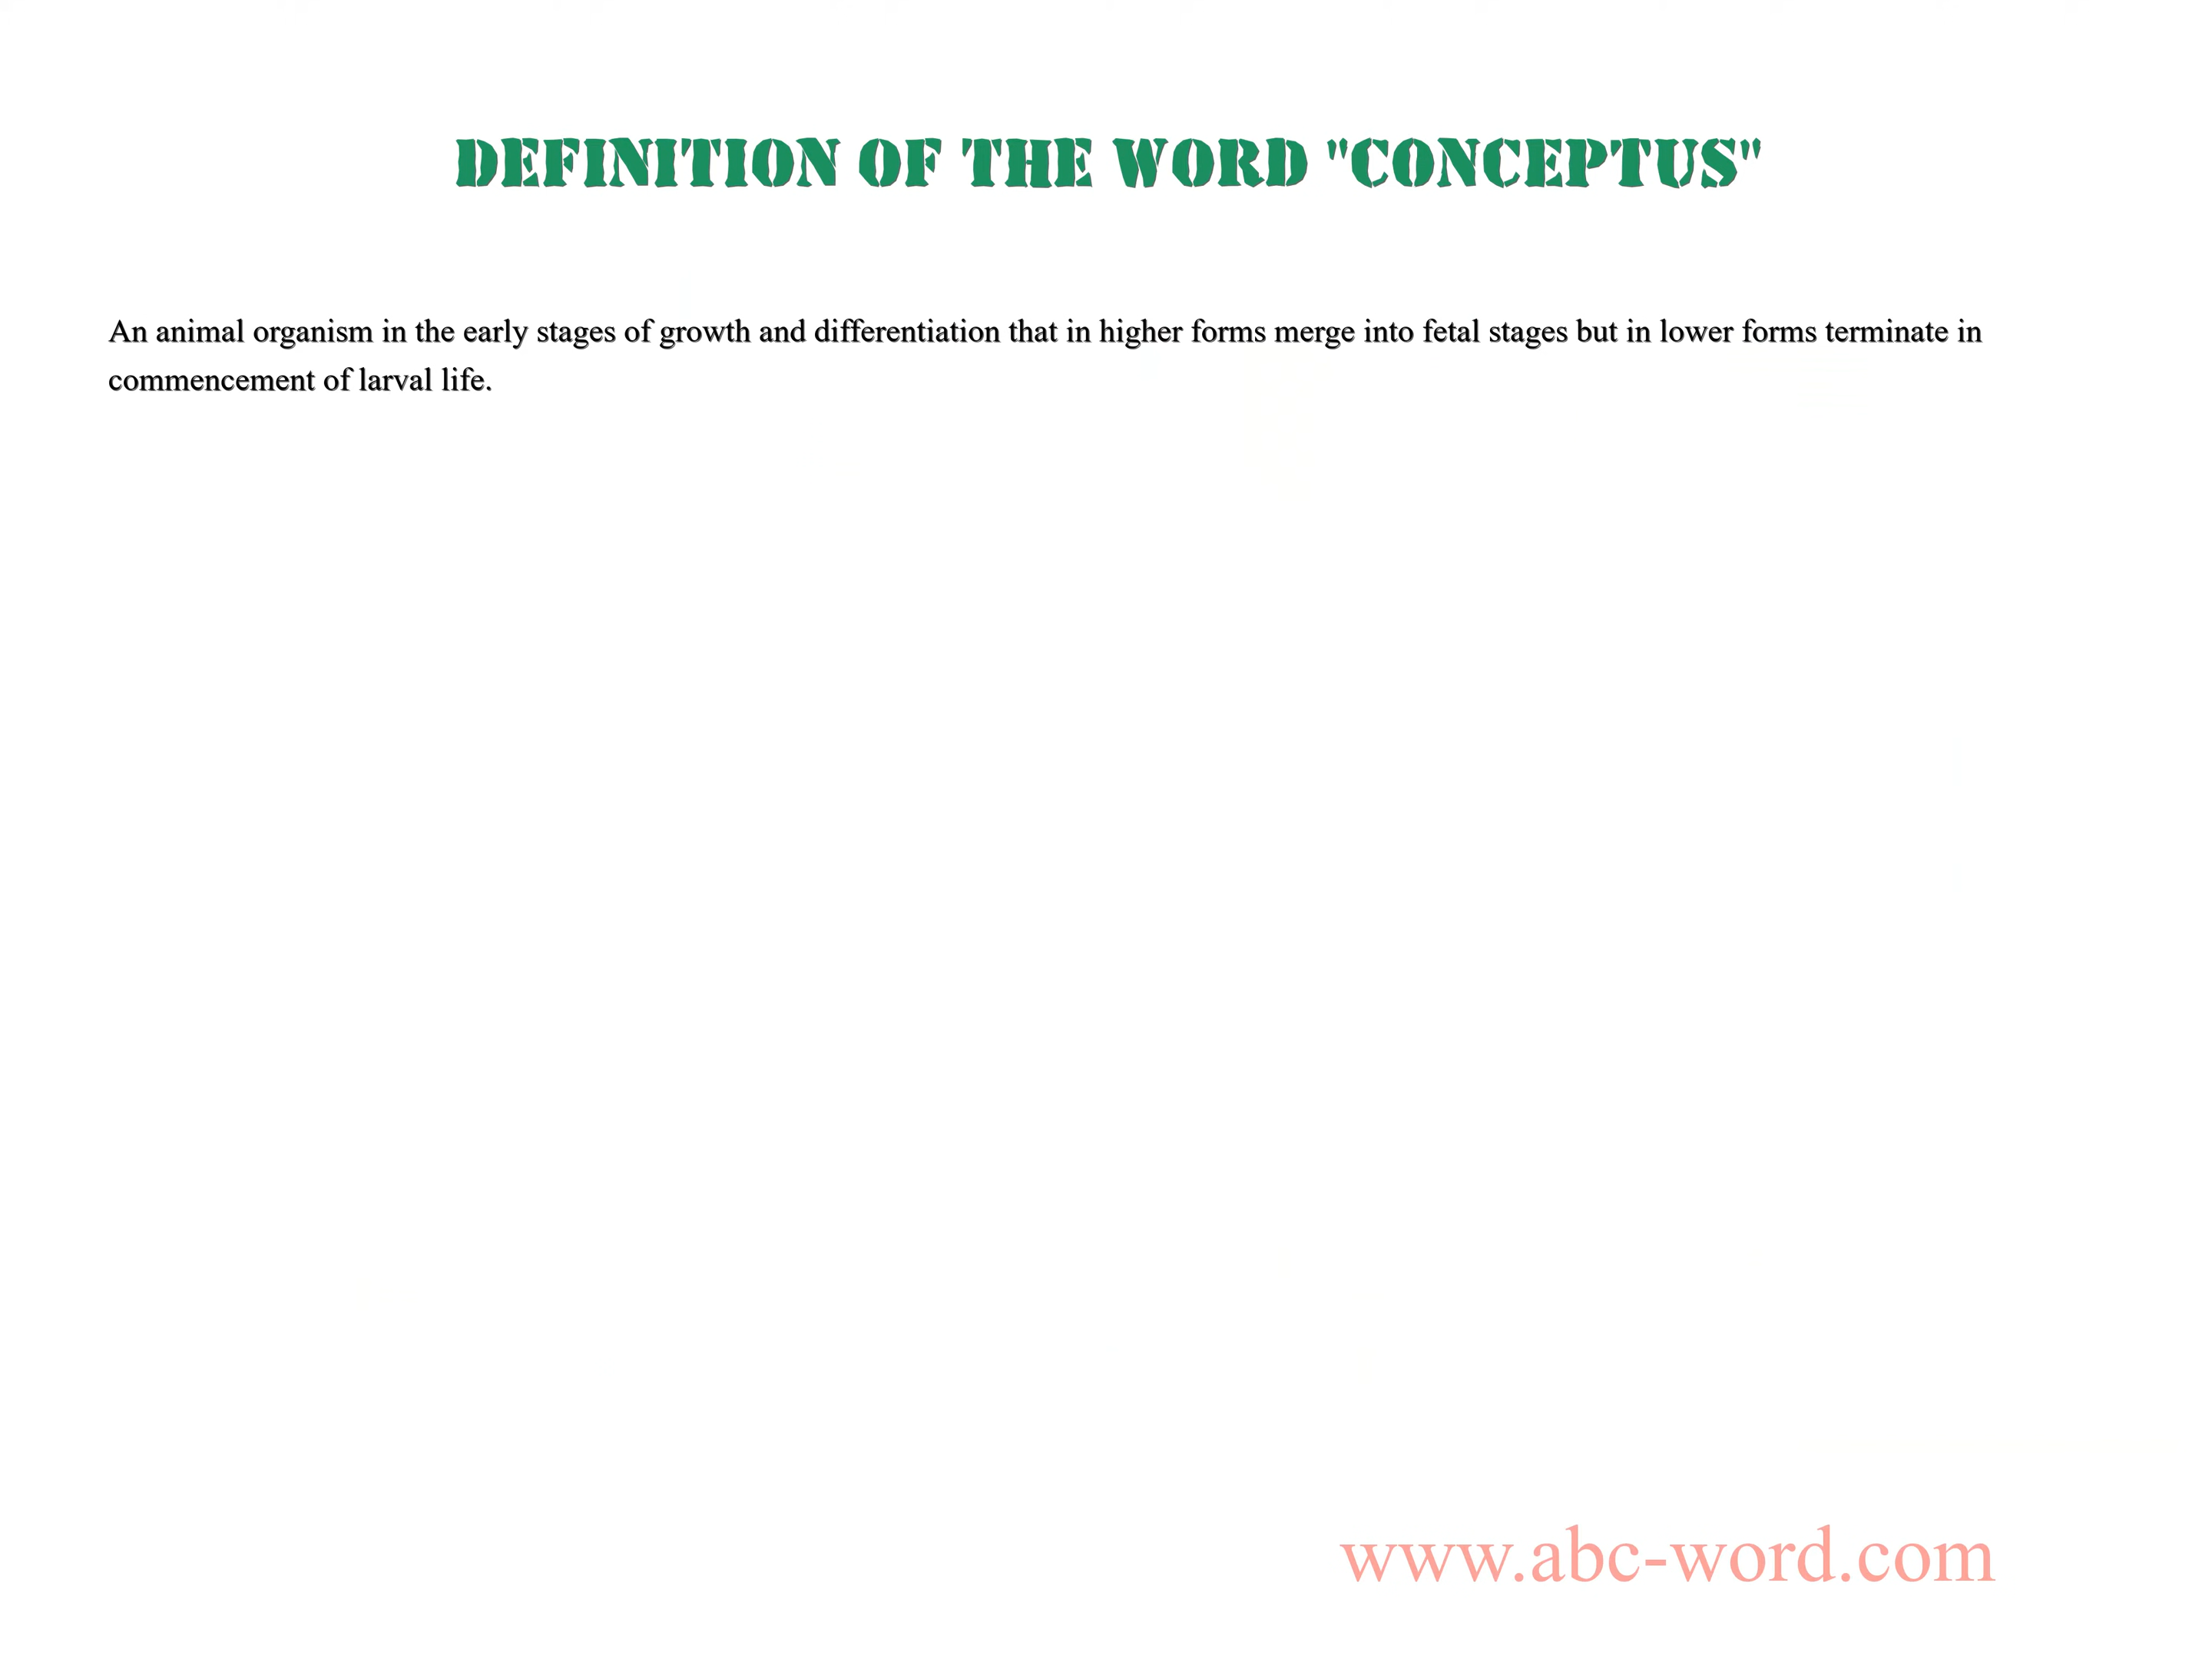 DEFINITION OF THE WORD "CONCEPTUS"
An animal organism in the early stages of growth and differentiation that in higher forms merge into fetal stages but in lower forms terminate in
commencement of larval life.
www.abc-word.com